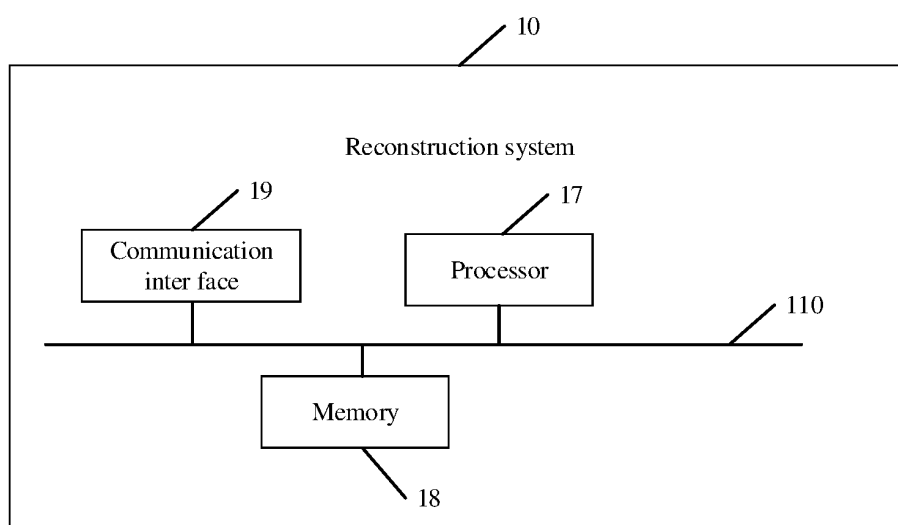 10
Reconstruction system
19
17
Communication
inter face
Processor
110
Memory
18